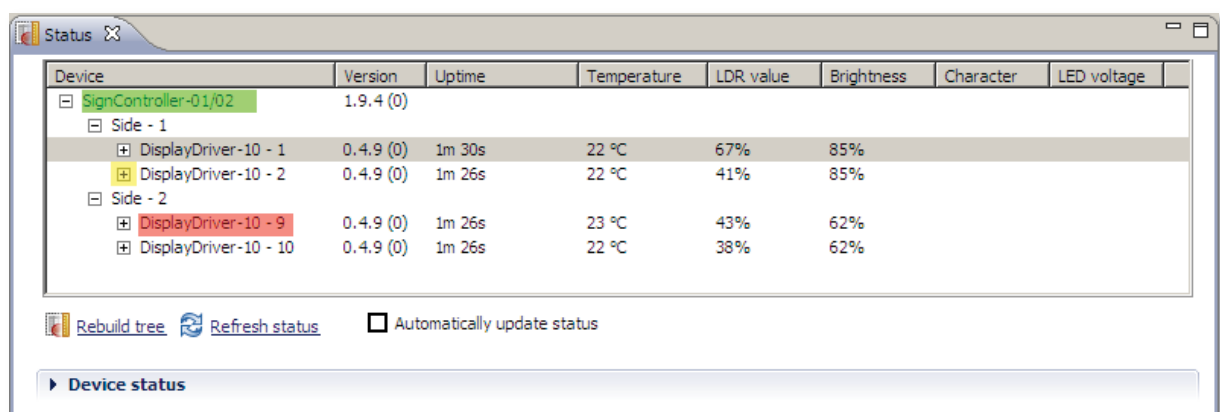 Status
Device Version Uptime Temperature LDR value Brightness Character LED voltage
SignController-01/02 1.9.4 (0)
Side - 1
DisplayDriver-10 - 1 0.4.9 (0) 1m 30s 22 ºC 67% 85%
DisplayDriver-10 - 2 0.4.9 (0) 1m 26s 22 ºC 41% 85%
Side - 2
DisplayDriver-10 - 9 0.4.9 (0) 1m 26s 23 ºC 43% 62%
DisplayDriver-10 - 10 0.4.9 (0) 1m 26s 22 ºC 38% 62%
Rebuild tree Refresh status Automatically update status
Device status